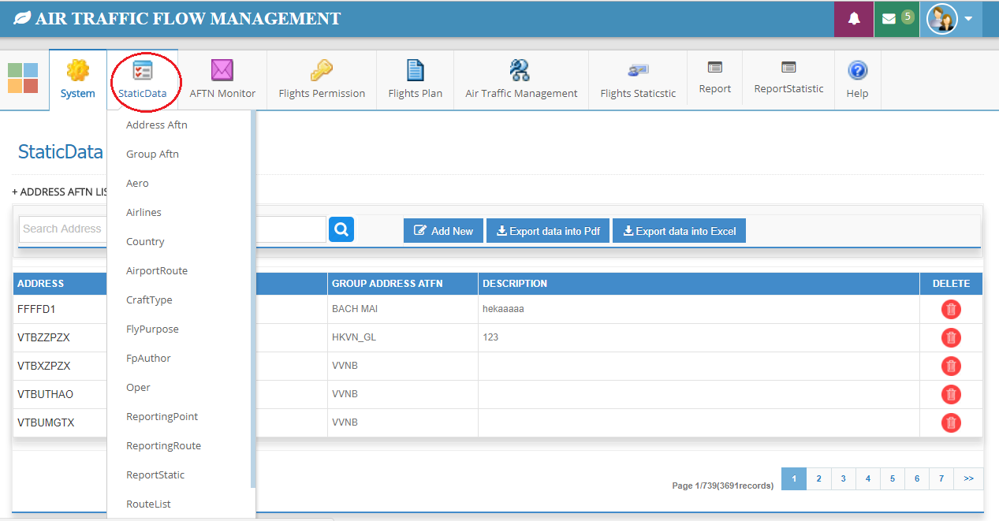 AIR TRAFFIC FLOW MANAGEMENT
5
System
StaticData
AFTN Monitor
Flights Permission
Flights Plan
Air Traffic Management
Flights Staticstic
Report
ReportStatistic
Help
Address Aftn
Group Aftn
Aero
Airlines
Country
AirportRoute
CraftType
FlyPurpose
FpAuthor
Oper
ReportingPoint
ReportingRoute
ReportStatic
RouteList
StaticData
+ ADDRESS AFTN LIS
Search Address
Add New
Export data into Pdf
Export data into Excel
ADDRESS GROUP ADDRESS ATFN DESCRIPTION DELETE
FFFFD1 BACH MAI hekaaaaa
VTBZZPZX HKVN_GL 123
VTBXZPZX VVNB
VTBUTHAO VVNB
VTBUMGTX VVNB
Page 1/739(3691records) 1 2 3 4 5 6 7 >>